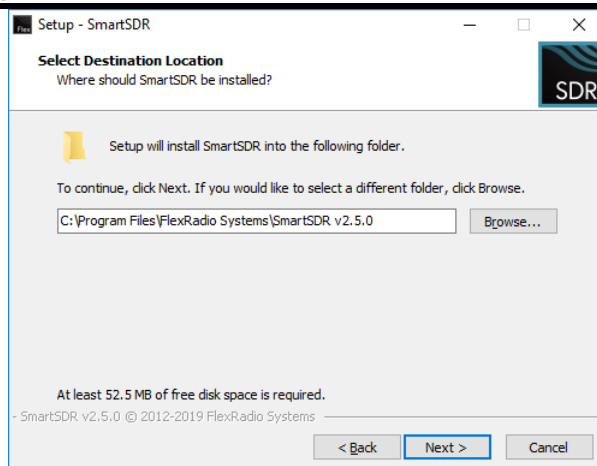 Flex
Setup - SmartSDR
Select Destination Location
Where should SmartSDR be installed?
SDR
Setup will install SmartSDR into the following folder.
To continue, click Next. If you would like to select a different folder, click Browse.
C:\Program Files\FlexRadio Systems\SmartSDR v2.5.0
Browse...
At least 52.5 MB of free disk space is required.
- SmartSDR v2.5.0 © 2012-2019 FlexRadio Systems
< Back
Next >
Cancel